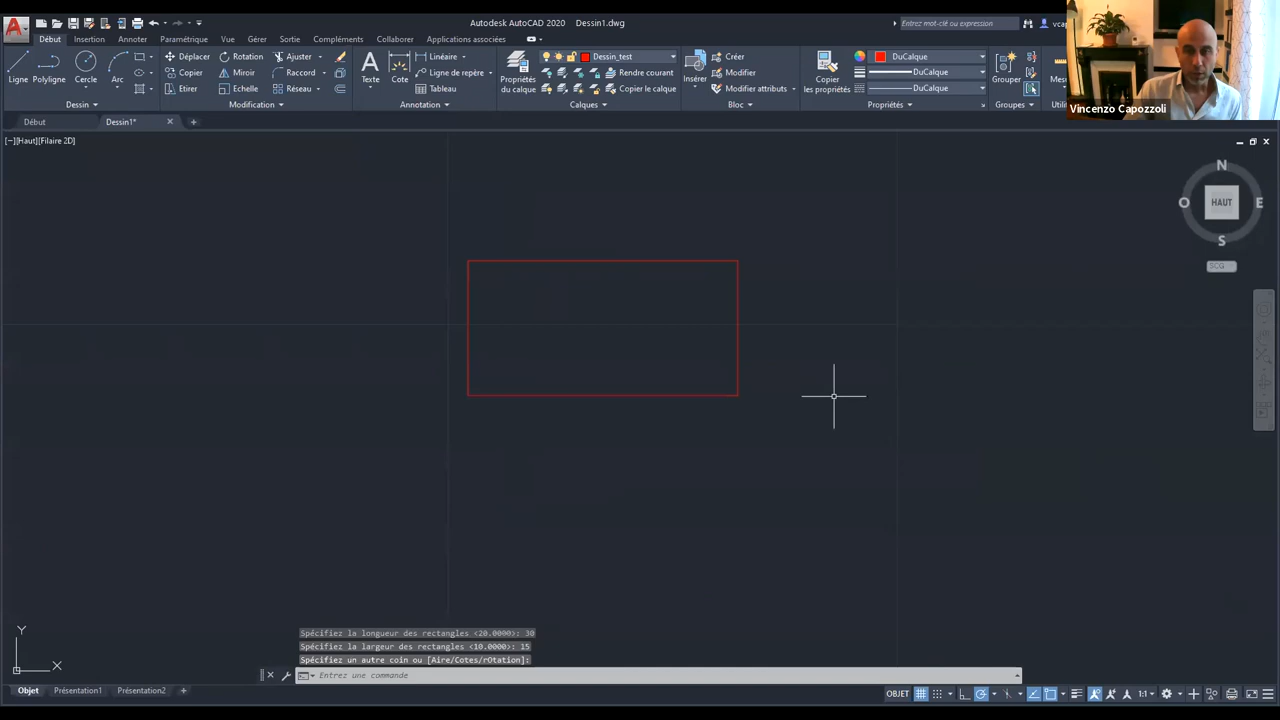 Autodesk AutoCAD 2020 Dessin1.dwg
Entrez mot-clé ou expression
Début Insertion Annoter Paramétrique Vue Gérer Sortie Compléments Collaborer Applications associées
Ligne
Polyligne
Cercle
Arc
Dessin
Déplacer
Rotation
Ajuster
Copier
Miroir
Raccord
Etirer
Echelle
Réseau
Modification
A
Texte
Cote
Linéaire
Ligne de repère
Tableau
Annotation
Propriétés
du calque
Dessin_test
Rendre courant
Copier le calque
Calques
Insérer
Créer
Modifier
Modifier attributs
Bloc
Copier
les propriétés
DuCalque
DuCalque
DuCalque
Propriétés
Grouper
Groupes
Vincenzo Capozzoli
Début
Dessin1*
[−][Haut][Filaire 2D]
N
O
HAUT
E
S
SCG
Y
X
Spécifiez la longueur des rectangles <20.0000>: 30
Spécifiez la largeur des rectangles <10.0000>: 15
Spécifiez un autre coin ou [Aire/Cotes/rOtation]:
Entrez une commande
Objet Présentation1 Présentation2
OBJET
1:1